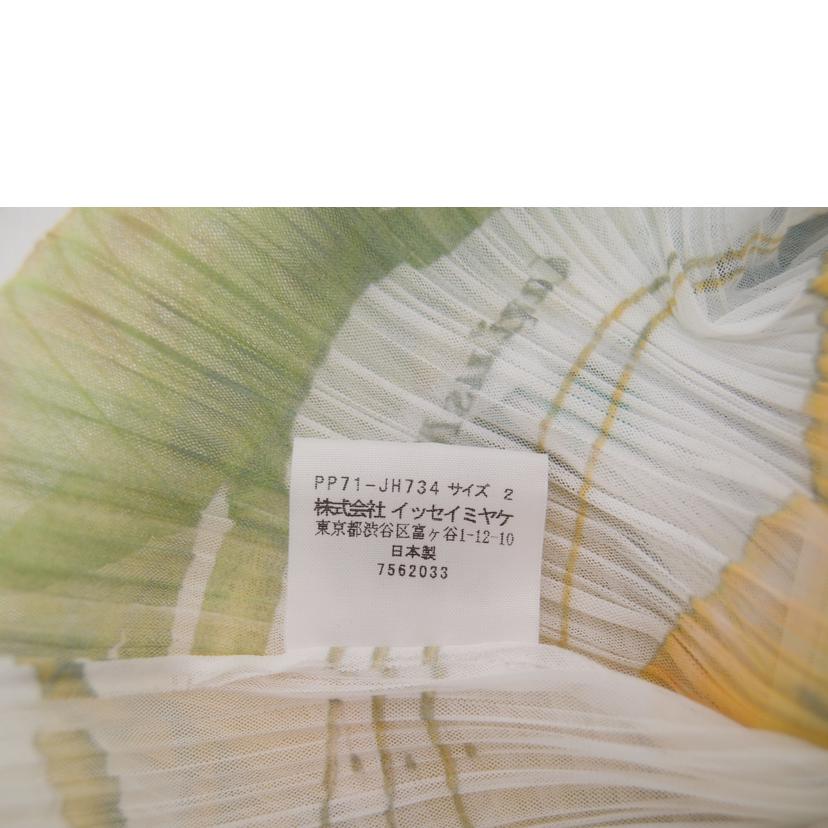 PP71-JH734 サイズ 2
株式会社 イッセイミヤケ
東京都渋谷区富ヶ谷1-12-10
日本製
7562033